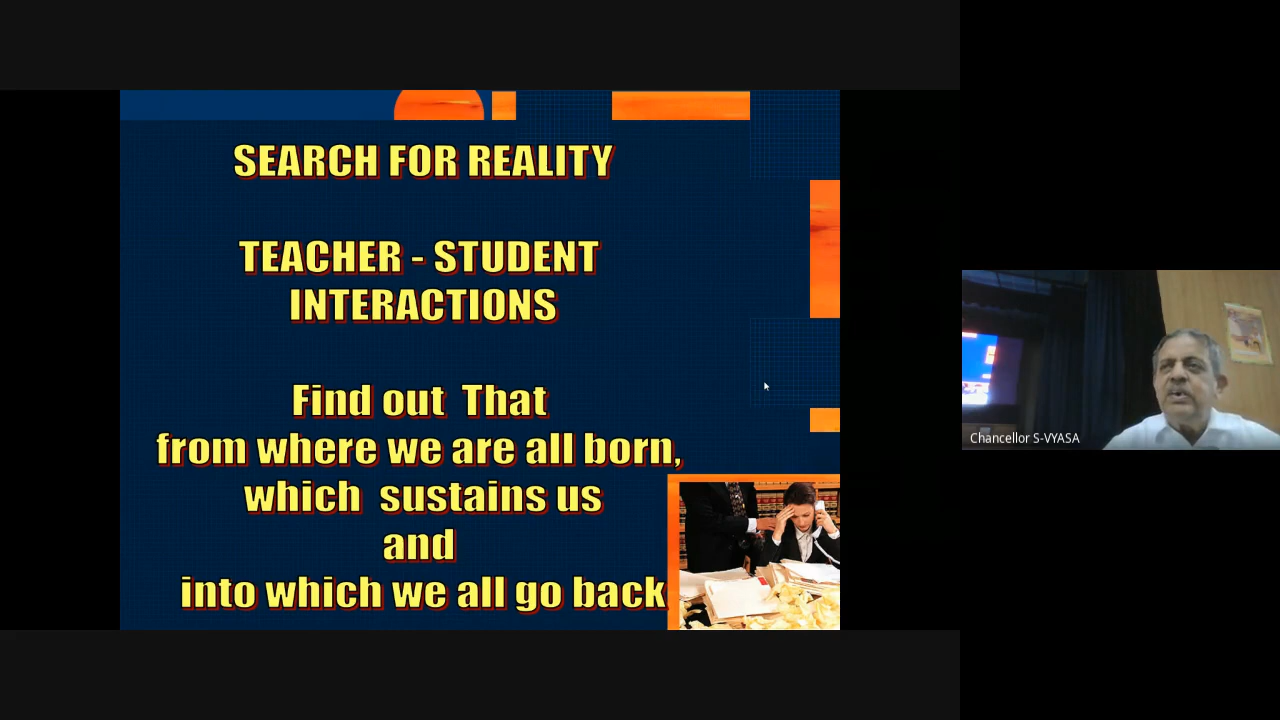 SEARCH FOR REALITY
TEACHER - STUDENT
INTERACTIONS
Find out That
from where we are all born,
which sustains us
and
into which we all go back
Chancellor S-VYASA